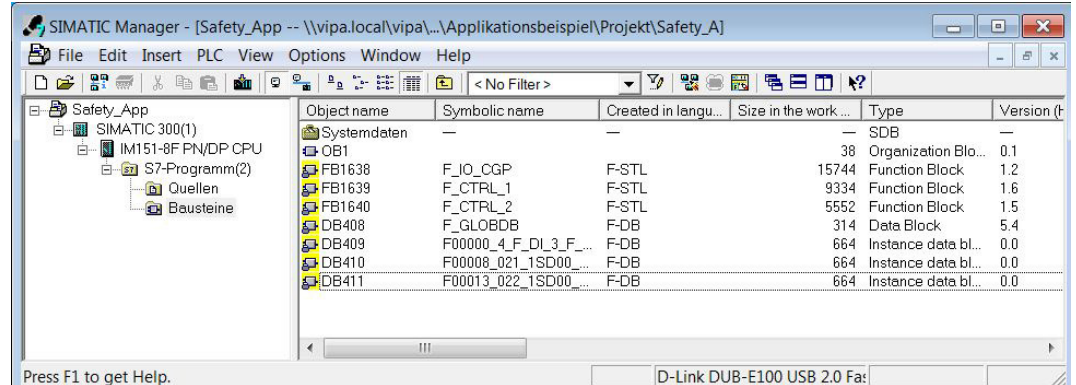 SIMATIC Manager - [Safety_App -- \\vipa.local\vipa\...\Applikationsbeispiel\Projekt\Safety_A]
File Edit Insert PLC View Options Window Help
< No Filter >
Safety_App
SIMATIC 300(1)
IM151-8F PN/DP CPU
S7-Programm(2)
Quellen
Bausteine
Object name Symbolic name Created in langu... Size in the work ... Type Version (H
Systemdaten — — — SDB —
OB1 38 Organization Blo... 0.1
FB1638 F_IO_CGP F-STL 15744 Function Block 1.2
FB1639 F_CTRL_1 F-STL 9334 Function Block 1.6
FB1640 F_CTRL_2 F-STL 5552 Function Block 1.5
DB408 F_GLOBDB F-DB 314 Data Block 5.4
DB409 F00000_4_F_DI_3_F_... F-DB 664 Instance data bl... 0.0
DB410 F00008_021_1SD00_... F-DB 664 Instance data bl... 0.0
DB411 F00013_022_1SD00_... F-DB 664 Instance data bl... 0.0
Press F1 to get Help. D-Link DUB-E100 USB 2.0 Fas